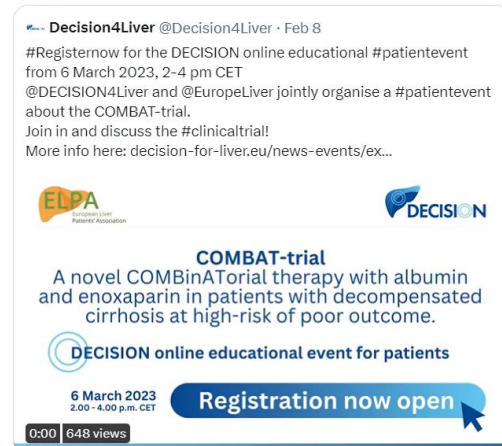 Decision4Liver @Decision4Liver · Feb 8
#Registernow for the DECISION online educational #patientevent
from 6 March 2023, 2-4 pm CET
@DECISION4Liver and @EuropeLiver jointly organise a #patientevent
about the COMBAT-trial.
Join in and discuss the #clinicaltrial!
More info here: decision-for-liver.eu/news-events/ex...
ELPA
European Liver
Patients' Association
DECISION
COMBAT-trial
A novel COMBinATorial therapy with albumin
and enoxaparin in patients with decompensated
cirrhosis at high-risk of poor outcome.
DECISION online educational event for patients
6 March 2023
2.00 - 4.00 p.m. CET
Registration now open
0:00 648 views